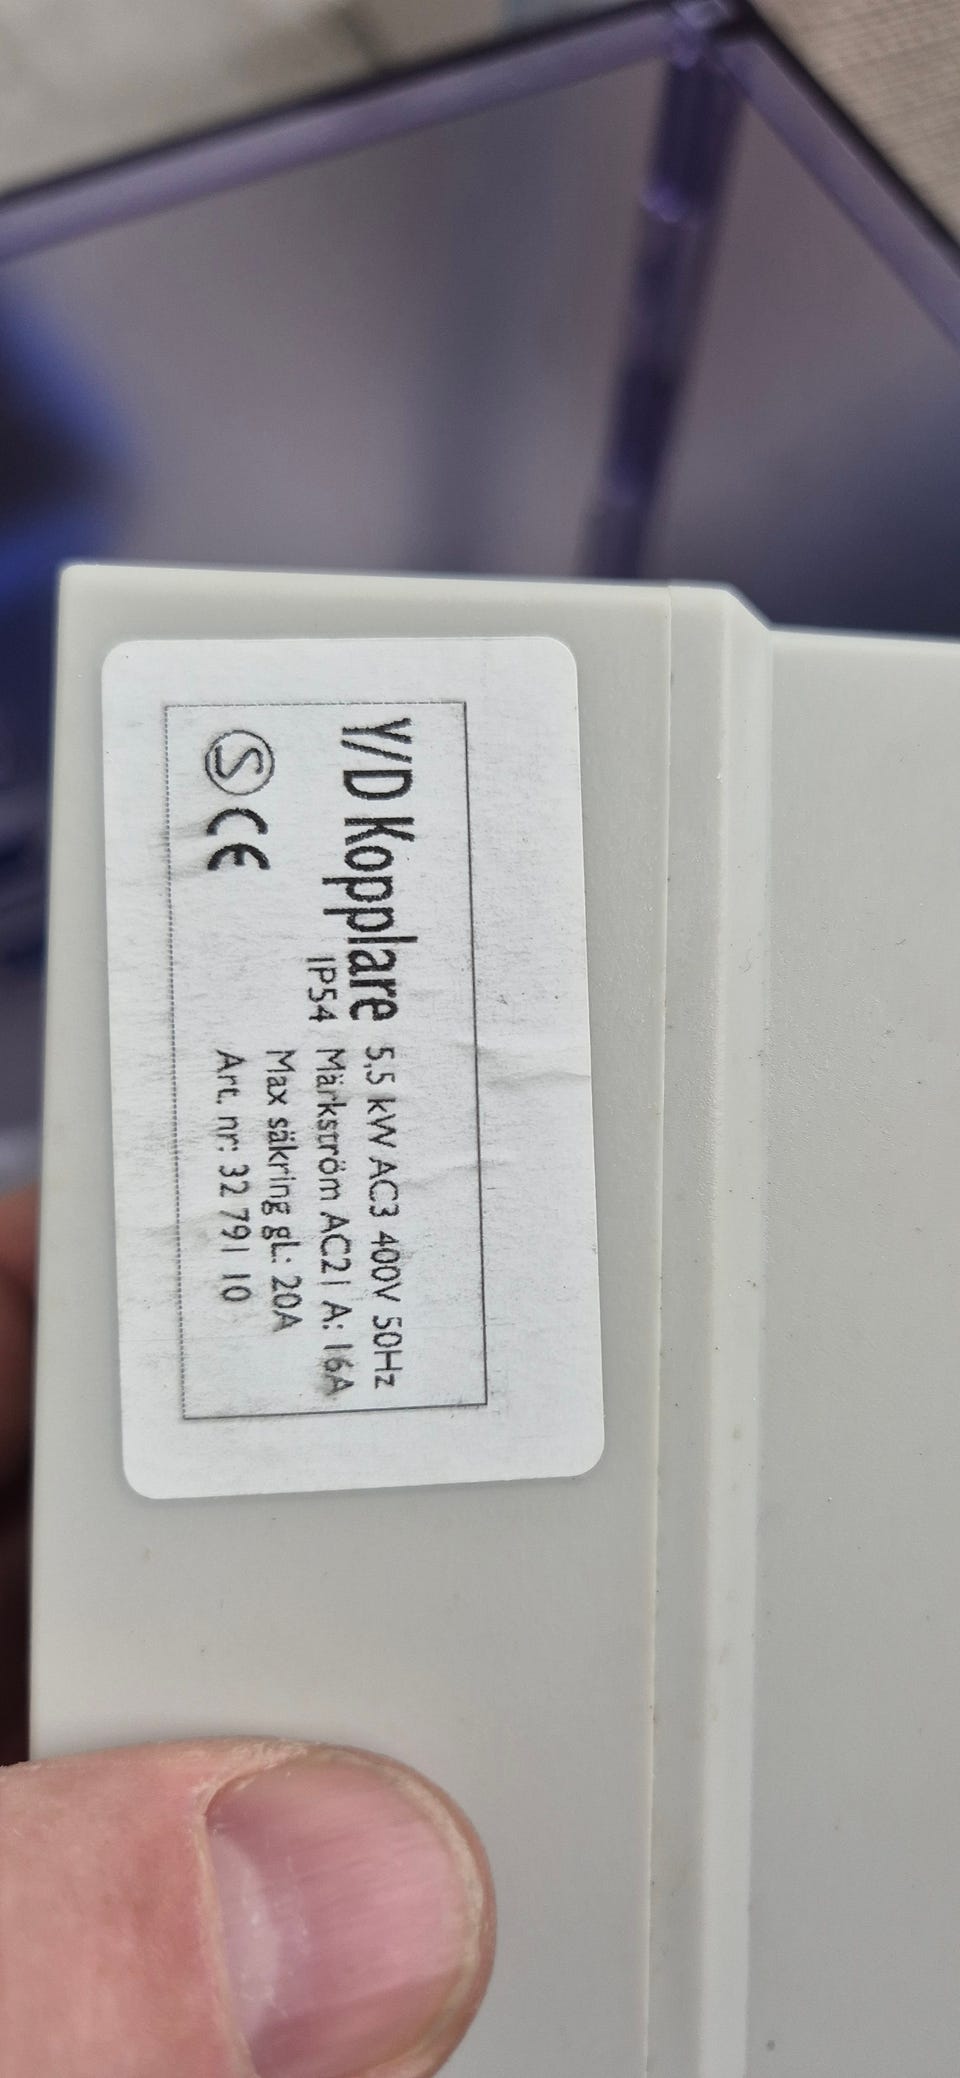 Y/D Kopplare
IP54
5,5 kW AC3 400V 50Hz
Märkström AC21 A: 16A
Max säkring gL: 20A
Art. nr: 32 791 10
S CE